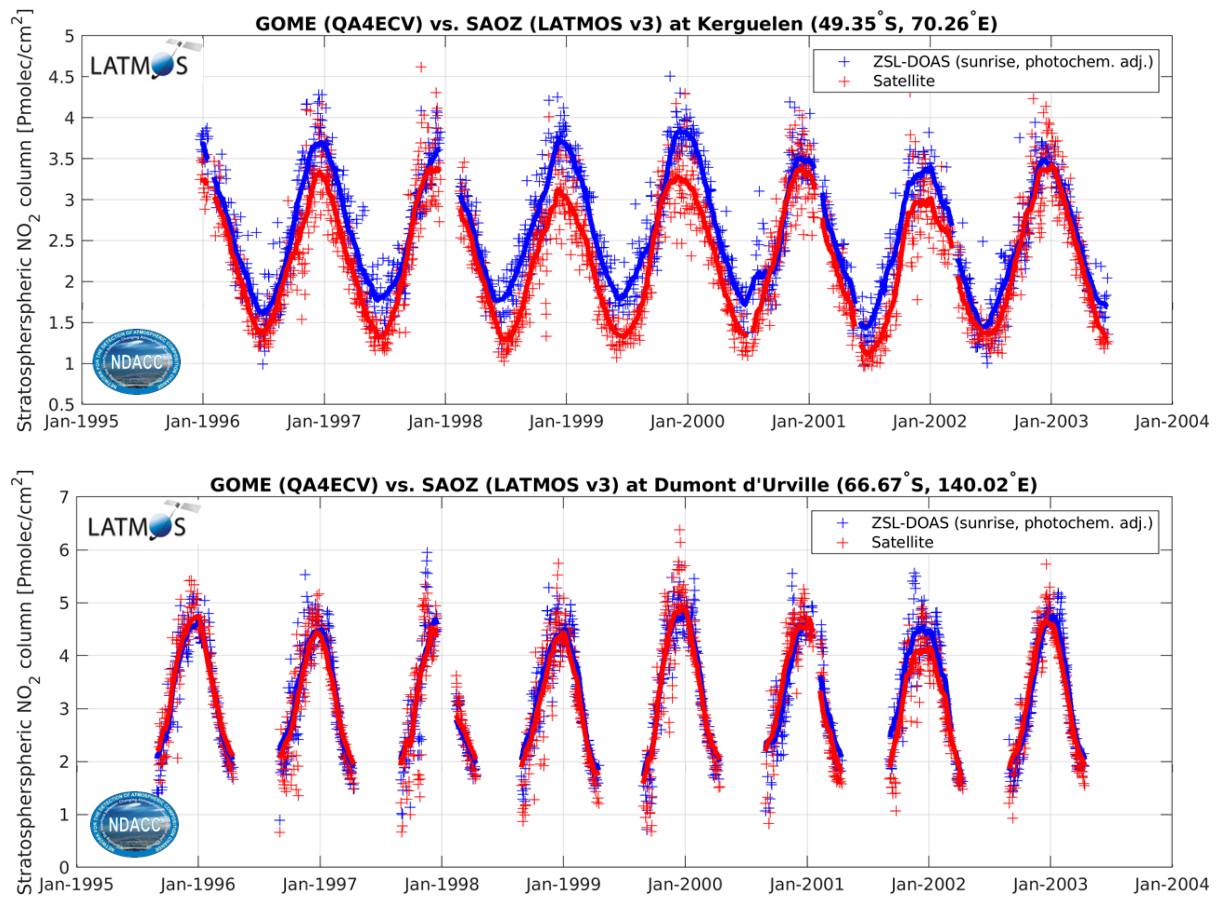 GOME (QA4ECV) vs. SAOZ (LATMOS v3) at Kerguelen (49.35°S, 70.26°E)
Stratospheric NO2 column [Pmolec/cm2]
5
4.5
4
3.5
3
2.5
2
1.5
1
0.5
LATMOS
ZSL-DOAS (sunrise, photochem. adj.)
Satellite
NDACC
Jan-1995 Jan-1996 Jan-1997 Jan-1998 Jan-1999 Jan-2000 Jan-2001 Jan-2002 Jan-2003 Jan-2004
GOME (QA4ECV) vs. SAOZ (LATMOS v3) at Dumont d'Urville (66.67°S, 140.02°E)
Stratospheric NO2 column [Pmolec/cm2]
7
6
5
4
3
2
1
0
LATMOS
ZSL-DOAS (sunrise, photochem. adj.)
Satellite
NDACC
Jan-1995 Jan-1996 Jan-1997 Jan-1998 Jan-1999 Jan-2000 Jan-2001 Jan-2002 Jan-2003 Jan-2004